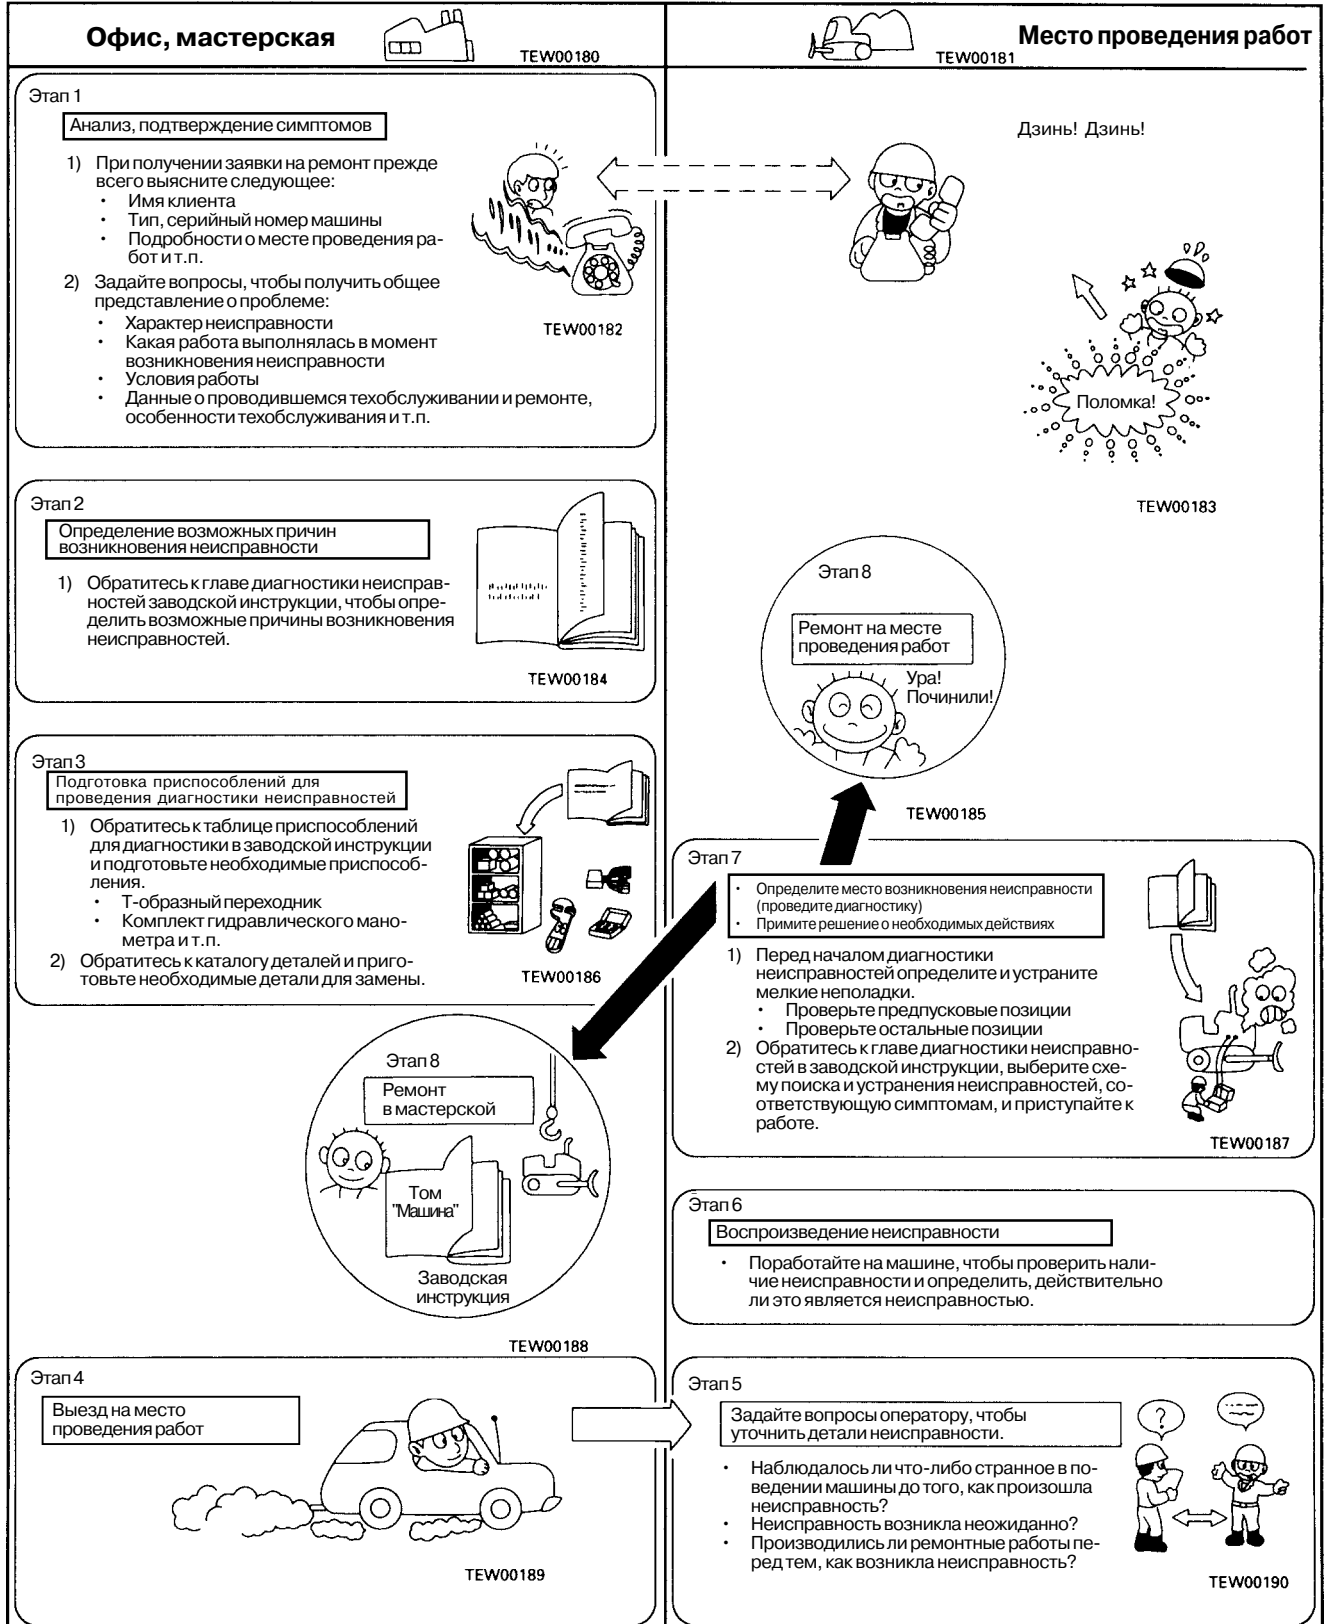 Офис, мастерская
TEW00180
TEW00181
Место проведения работ
Этап 1
Анализ, подтверждение симптомов
1) При получении заявки на ремонт прежде
всего выясните следующее:
· Имя клиента
· Тип, серийный номер машины
· Подробности о месте проведения ра-
бот и т.п.
2) Задайте вопросы, чтобы получить общее
представление о проблеме:
· Характер неисправности
· Какая работа выполнялась в момент
возникновения неисправности
· Условия работы
· Данные о проводившемся техобслуживании и ремонте,
особенности техобслуживания и т.п.
TEW00182
Дзинь! Дзинь!
Поломка!
TEW00183
Этап 2
Определение возможных причин
возникновения неисправности
1) Обратитесь к главе диагностики неисправ-
ностей заводской инструкции, чтобы опре-
делить возможные причины возникновения
неисправностей.
TEW00184
Этап 8
Ремонт на месте
проведения работ
Ура!
Починили!
TEW00185
Этап 3
Подготовка приспособлений для
проведения диагностики неисправностей
1) Обратитесь к таблице приспособлений
для диагностики в заводской инструкции
и подготовьте необходимые приспособ-
ления.
· Т-образный переходник
· Комплект гидравлического мано-
метра и т.п.
2) Обратитесь к каталогу деталей и приго-
товьте необходимые детали для замены.
TEW00186
Этап 7
· Определите место возникновения неисправности
(проведите диагностику)
· Примите решение о необходимых действиях
1) Перед началом диагностики
неисправностей определите и устраните
мелкие неполадки.
· Проверьте предпусковые позиции
· Проверьте остальные позиции
2) Обратитесь к главе диагностики неисправно-
стей в заводской инструкции, выберите схе-
му поиска и устранения неисправностей, со-
ответствующую симптомам, и приступайте к
работе.
TEW00187
Этап 8
Ремонт
в мастерской
Том
"Машина"
Заводская
инструкция
TEW00188
Этап 6
Воспроизведение неисправности
· Поработайте на машине, чтобы проверить нали-
чие неисправности и определить, действительно
ли это является неисправностью.
Этап 4
Выезд на место
проведения работ
TEW00189
Этап 5
Задайте вопросы оператору, чтобы
уточнить детали неисправности.
· Наблюдалось ли что-либо странное в по-
ведении машины до того, как произошла
неисправность?
· Неисправность возникла неожиданно?
· Производились ли ремонтные работы пе-
ред тем, как возникла неисправность?
?
TEW00190